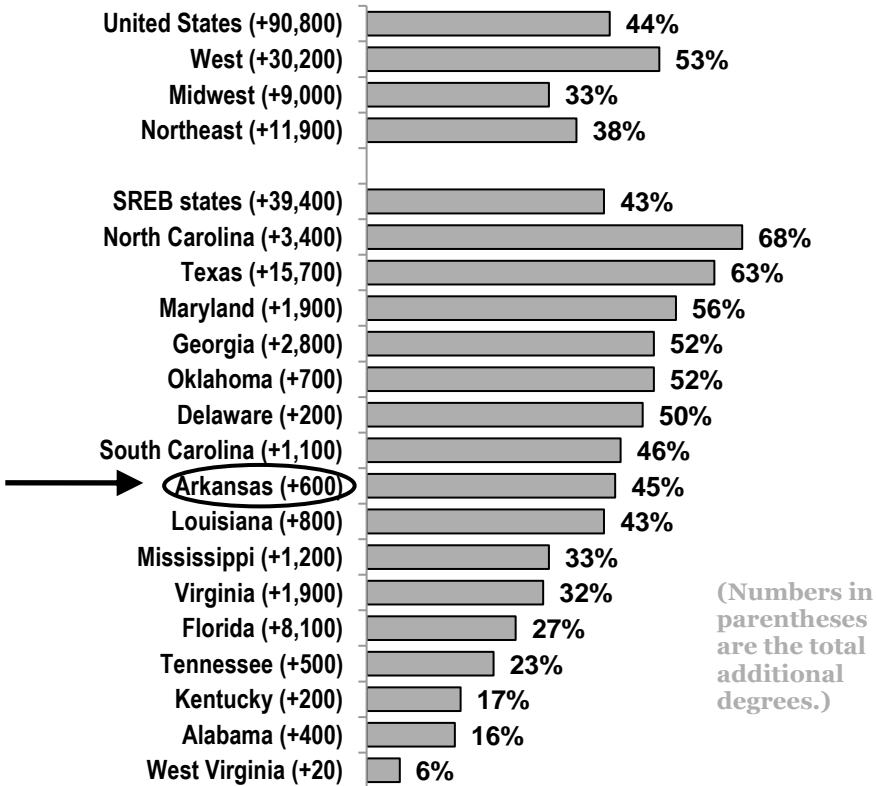 United States (+90,800) 44%
West (+30,200) 53%
Midwest (+9,000) 33%
Northeast (+11,900) 38%
SREB states (+39,400) 43%
North Carolina (+3,400) 68%
Texas (+15,700) 63%
Maryland (+1,900) 56%
Georgia (+2,800) 52%
Oklahoma (+700) 52%
Delaware (+200) 50%
South Carolina (+1,100) 46%
Arkansas (+600) 45%
Louisiana (+800) 43%
Mississippi (+1,200) 33%
Virginia (+1,900) 32%
Florida (+8,100) 27%
Tennessee (+500) 23%
Kentucky (+200) 17%
Alabama (+400) 16%
West Virginia (+20) 6%
(Numbers in
parentheses
are the total
additional
degrees.)